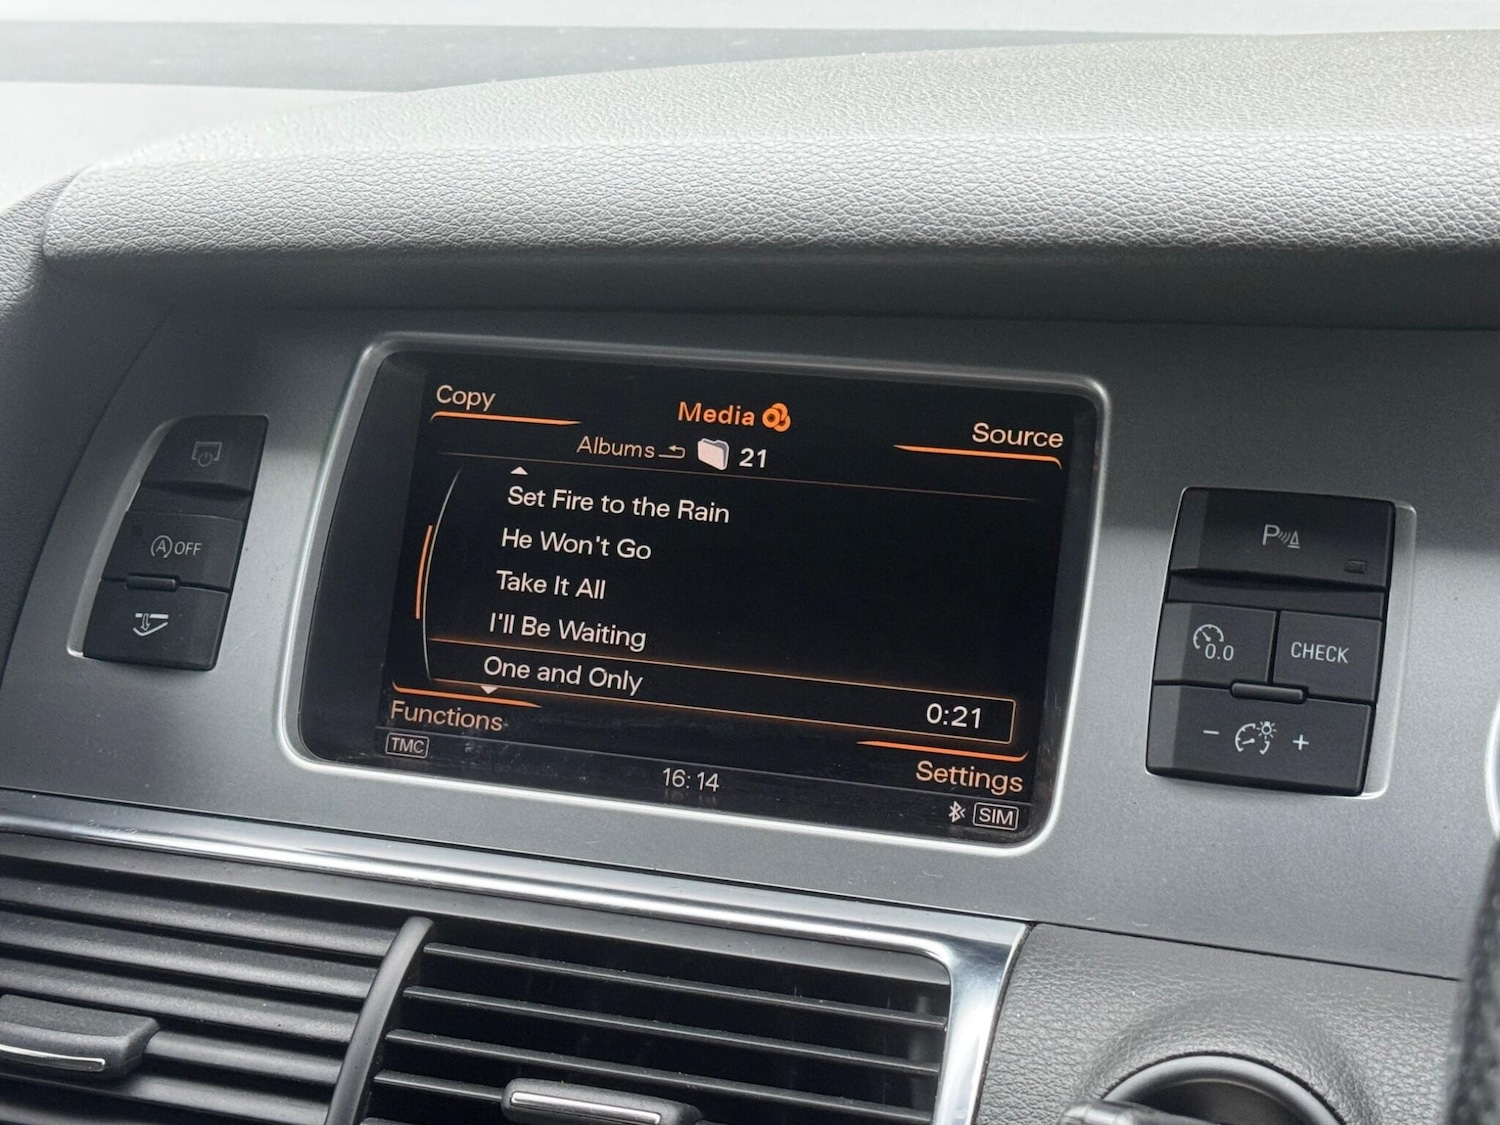 Copy
Media
Source
Albums 21
Set Fire to the Rain
He Won't Go
Take It All
I'll Be Waiting
One and Only 0:21
Functions
Settings
TMC
16:14
SIM
A OFF
P
0.0
CHECK
- +